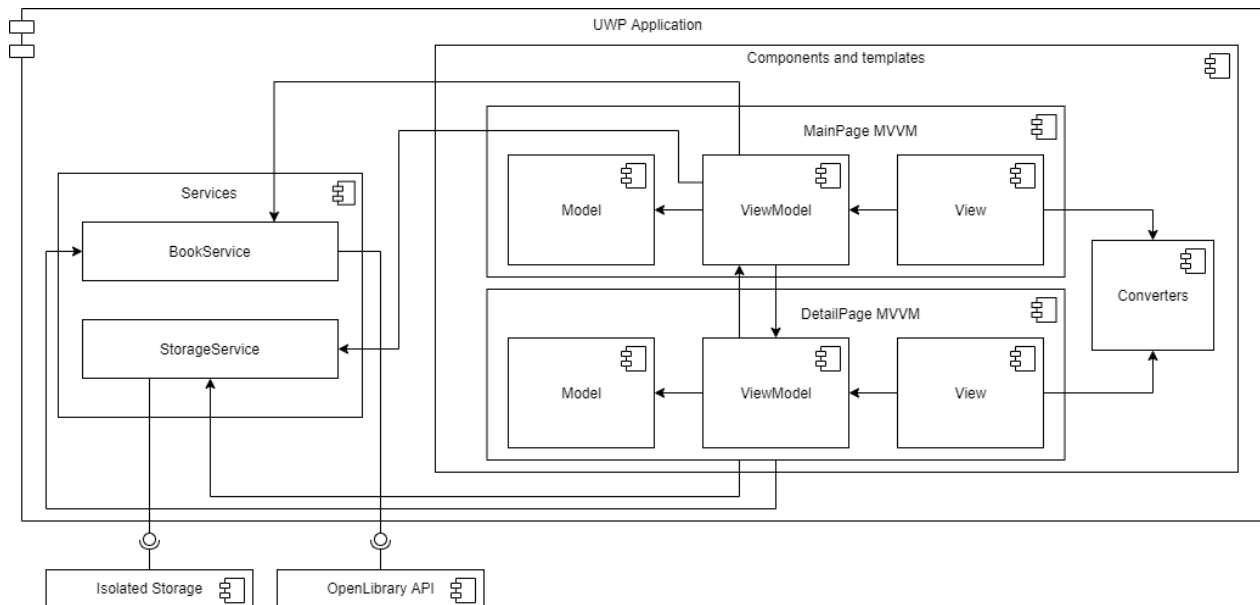 UWP Application
Components and templates
MainPage MVVM
Services
Model
ViewModel
View
BookService
Converters
DetailPage MVVM
StorageService
Model
ViewModel
View
Isolated Storage
OpenLibrary API